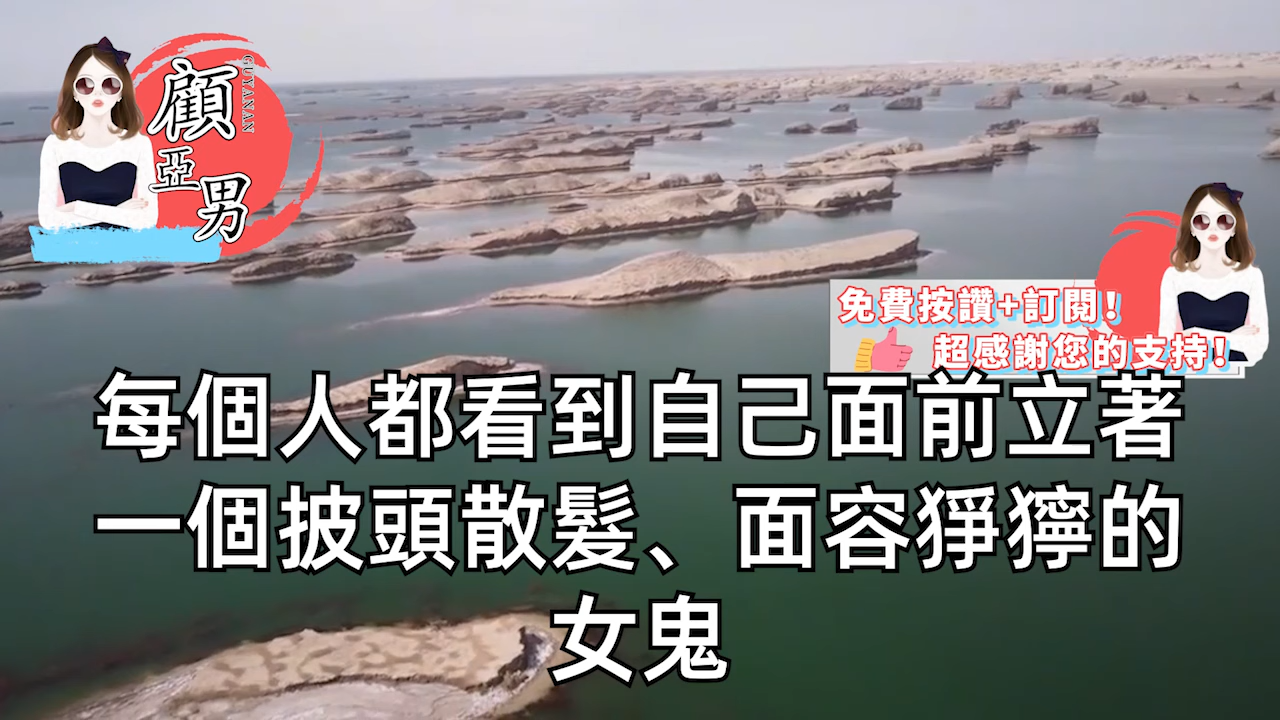 顧亞男
GUYANAN
免費按讚+訂閱!
超感謝您的支持!
每個人都看到自己面前立著
一個披頭散髮、面容猙獰的
女鬼